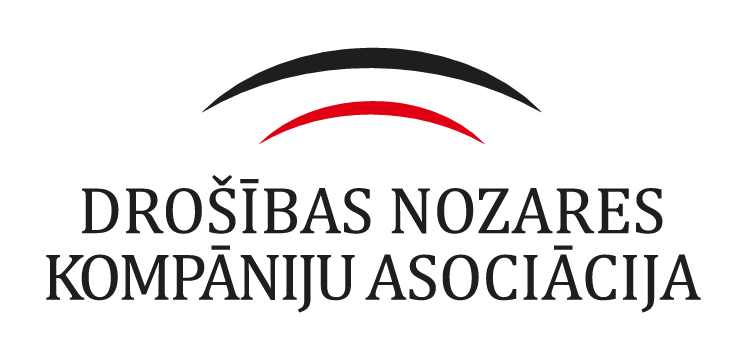 DROŠĪBAS NOZARES
KOMPĀNIJU ASOCIĀCIJA